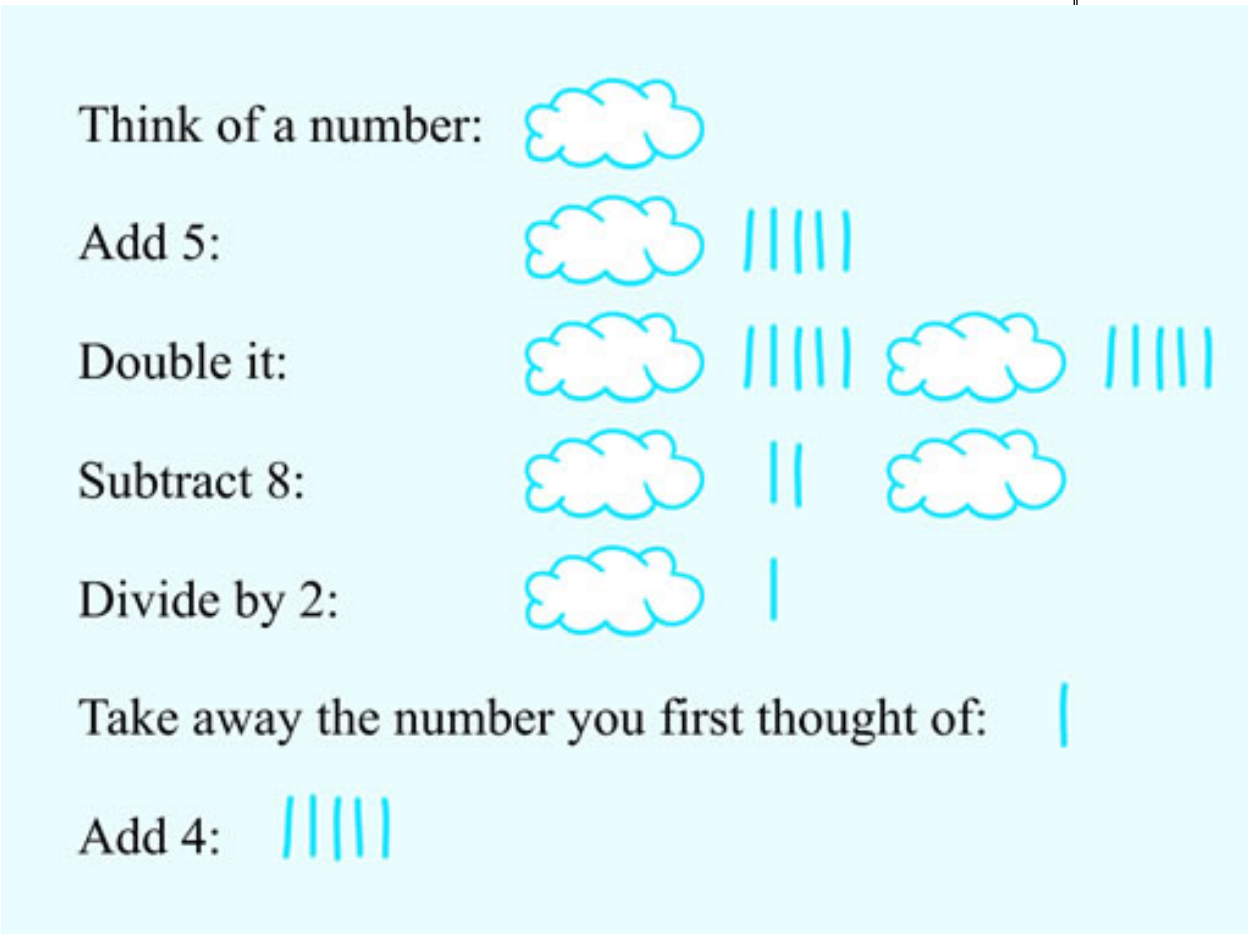 Think of a number:
Add 5:
Double it:
Subtract 8:
Divide by 2:
Take away the number you first thought of:
Add 4: